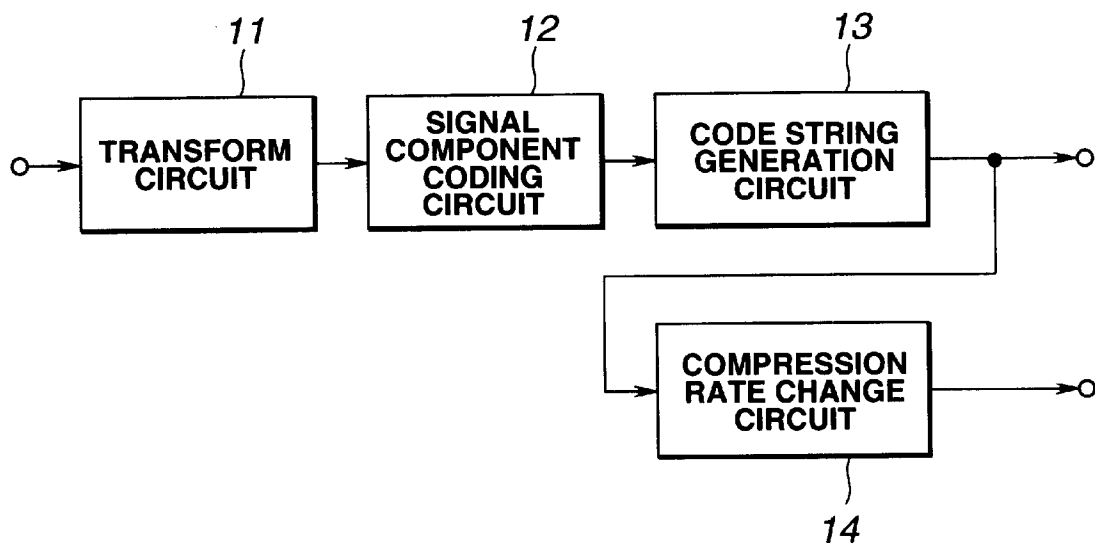 11
12
13
TRANSFORM
CIRCUIT
SIGNAL
COMPONENT
CODING
CIRCUIT
CODE STRING
GENERATION
CIRCUIT
COMPRESSION
RATE CHANGE
CIRCUIT
14